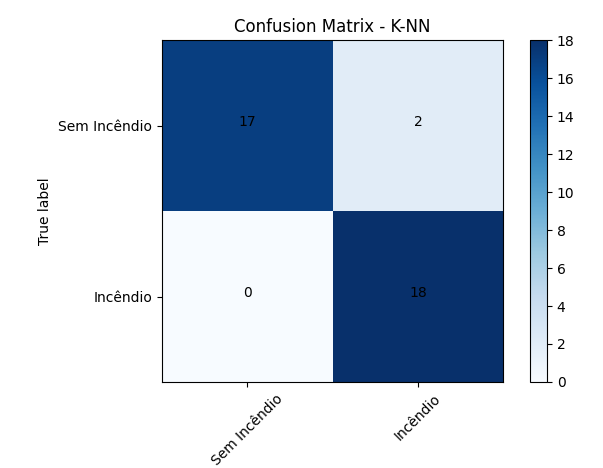 Confusion Matrix - K-NN
True label
Sem Incêndio
17
2
Incêndio
0
18
Sem Incêndio
Incêndio
18
16
14
12
10
8
6
4
2
0